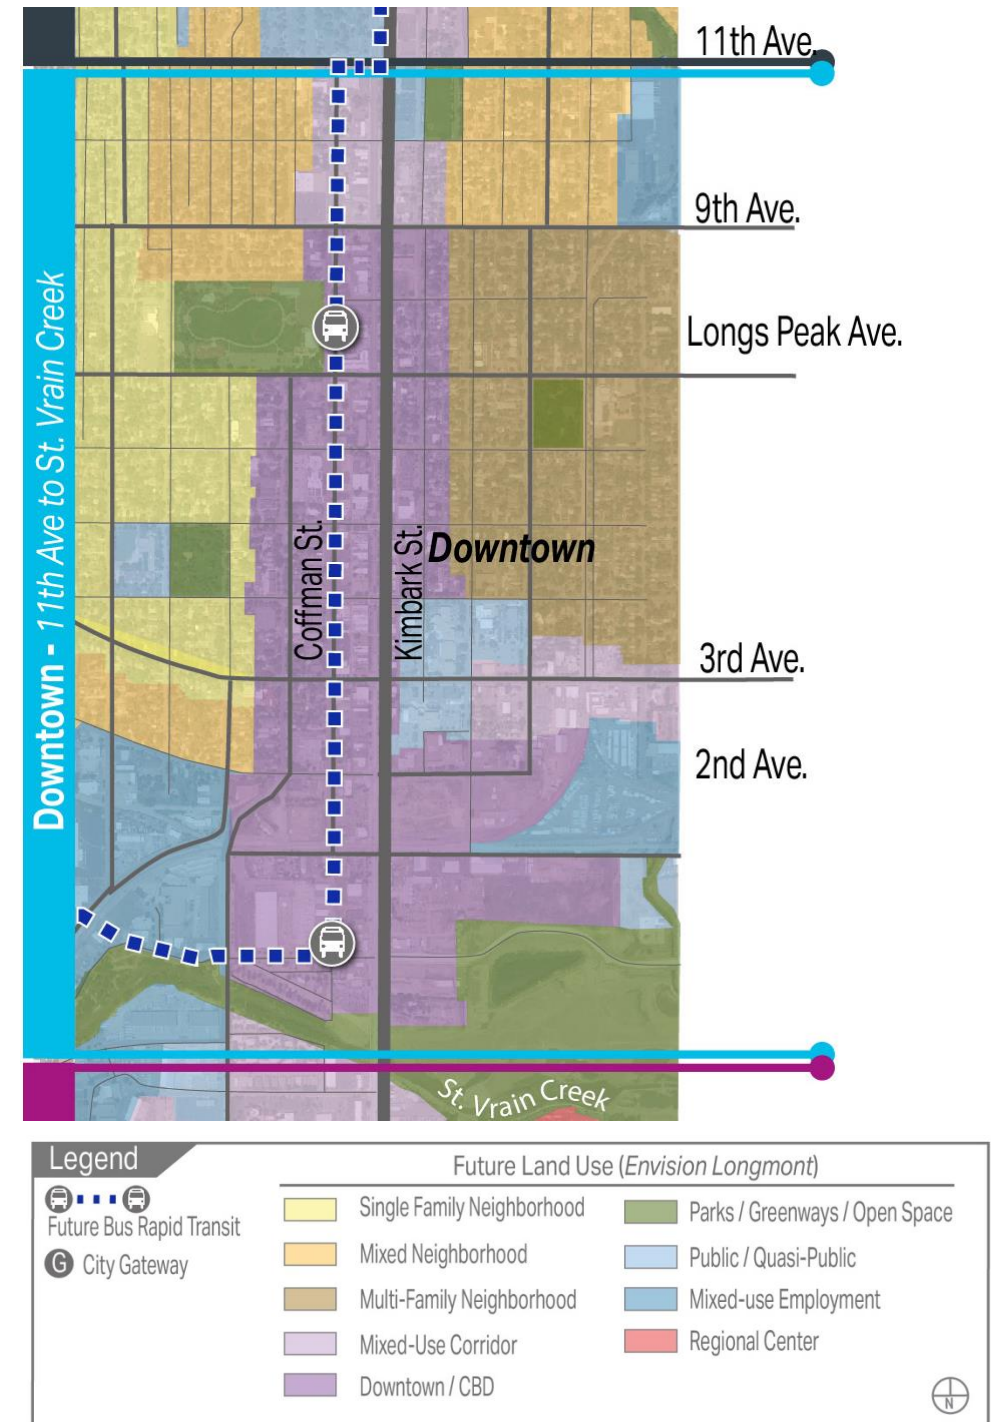 11th Ave.
9th Ave.
Longs Peak Ave.
Downtown - 11th Ave to St. Vrain Creek
Coffman St.
Kimbark St.
Downtown
3rd Ave.
2nd Ave.
St. Vrain Creek
Legend
Future Bus Rapid Transit
G City Gateway
Future Land Use (Envision Longmont)
Single Family Neighborhood
Mixed Neighborhood
Multi-Family Neighborhood
Mixed-Use Corridor
Downtown / CBD
Parks / Greenways / Open Space
Public / Quasi-Public
Mixed-use Employment
Regional Center
N